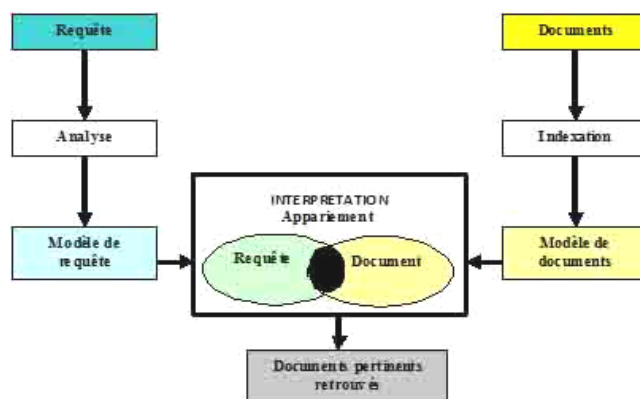 Requête
Documents
Analyse
Indexation
INTERPRETATION
Appariement
Modèle de
requête
Requête
Document
Modèle de
documents
Documents pertinents
retrouvés